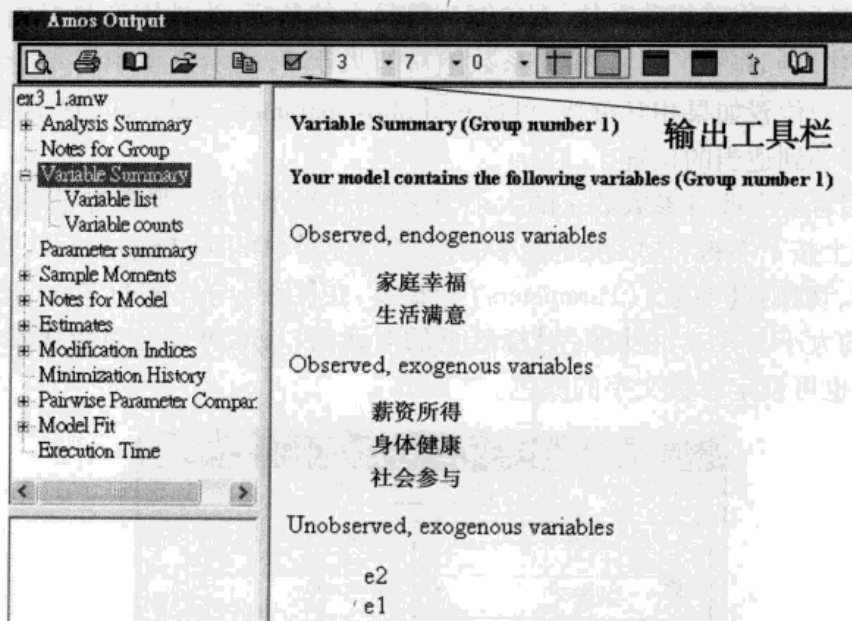 Amos Output
3 7 0
ex3_1.amw
Analysis Summary
Notes for Group
Variable Summary
Variable list
Variable counts
Parameter summary
Sample Moments
Notes for Model
Estimates
Modification Indices
Minimization History
Pairwise Parameter Compar
Model Fit
Execution Time
Variable Summary (Group number 1)
输出工具栏
Your model contains the following variables (Group number 1)
Observed, endogenous variables
家庭幸福
生活满意
Observed, exogenous variables
薪资所得
身体健康
社会参与
Unobserved, exogenous variables
e2
e1